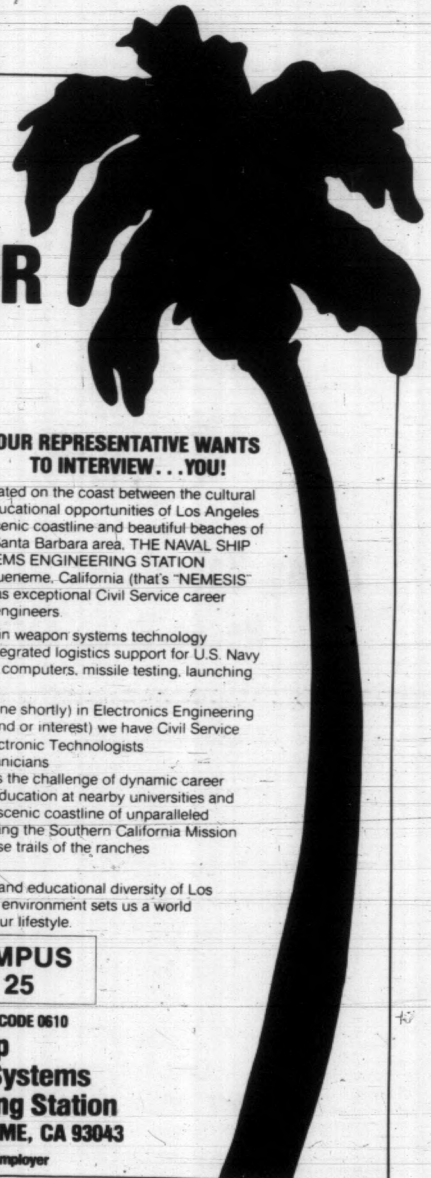 R
OUR REPRESENTATIVE WANTS
TO INTERVIEW...YOU!
ated on the coast between the cultural
ucational opportunities of Los Angeles
enic coastline and beautiful beaches of
Santa Barbara area, THE NAVAL SHIP
EMS ENGINEERING STATION
ueneme, California (that's "NEMESIS"
as exceptional Civil Service career
engineers.
in weapon systems technology
egrated logistics support for U.S. Navy
computers, missile testing, launching
ne shortly) in Electronics Engineering
nd or interest) we have Civil Service
ctronic Technologists
nicians
s the challenge of dynamic career
ducation at nearby universities and
scenic coastline of unparalleled
ing the Southern California Mission
se trails of the ranches
and educational diversity of Los
environment sets us a world
ur lifestyle.
MPUS
25
CODE 0610
p
Systems
ng Station
ME, CA 93043
mployer